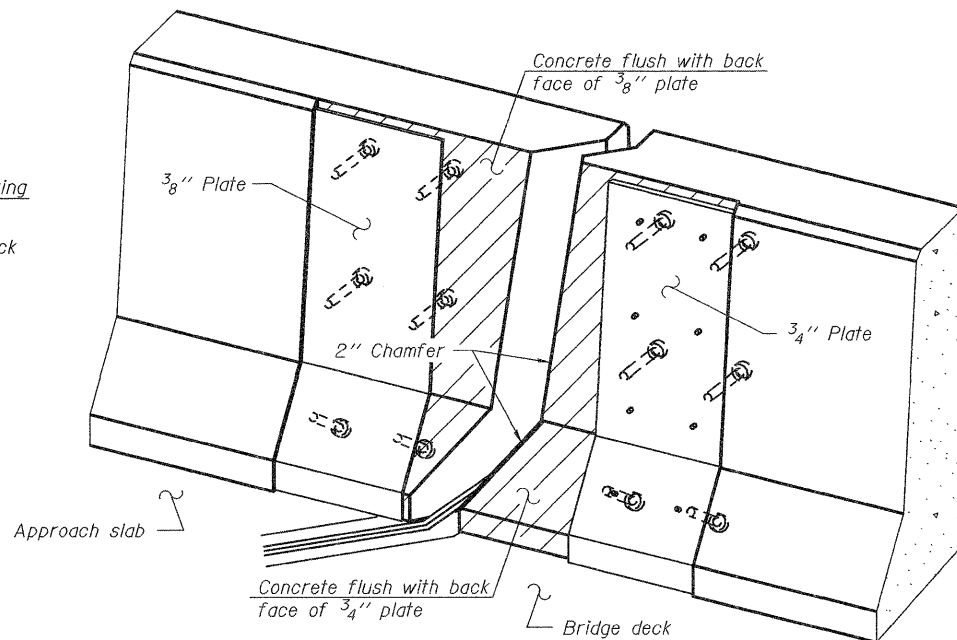 Concrete flush with back
face of 3/8" plate
3/8" Plate
2" Chamfer
3/4" Plate
Approach slab
Concrete flush with back
face of 3/4" plate
Bridge deck